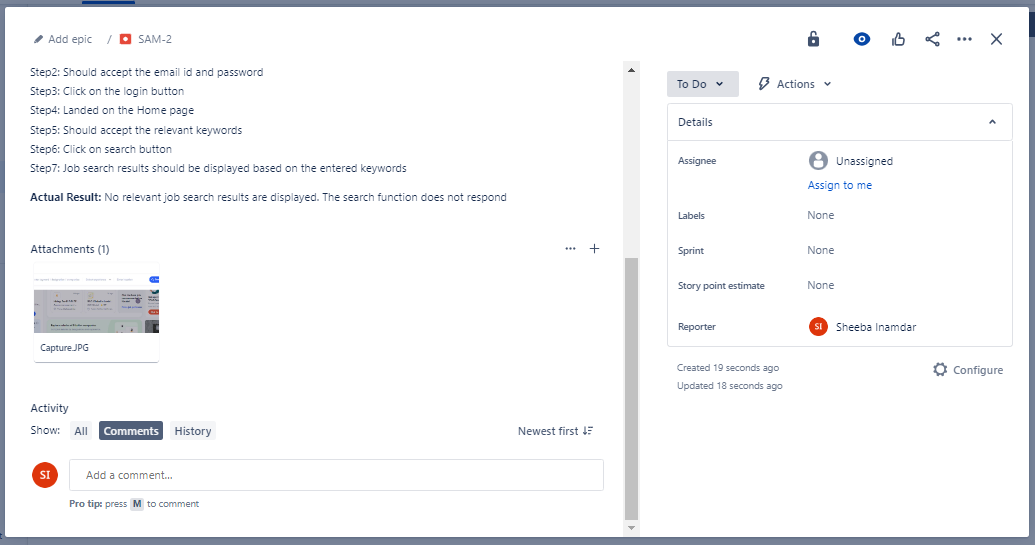 Add epic / SAM-2
Step2: Should accept the email id and password
Step3: Click on the login button
Step4: Landed on the Home page
Step5: Should accept the relevant keywords
Step6: Click on search button
Step7: Job search results should be displayed based on the entered keywords
Actual Result: No relevant job search results are displayed. The search function does not respond
Attachments (1)
Capture.JPG
Activity
Show: All Comments History
Newest first
SI
Add a comment...
Pro tip: press M to comment
To Do
Actions
Details
Assignee Unassigned
Assign to me
Labels None
Sprint None
Story point estimate None
Reporter SI Sheeba Inamdar
Created 19 seconds ago
Updated 18 seconds ago
Configure